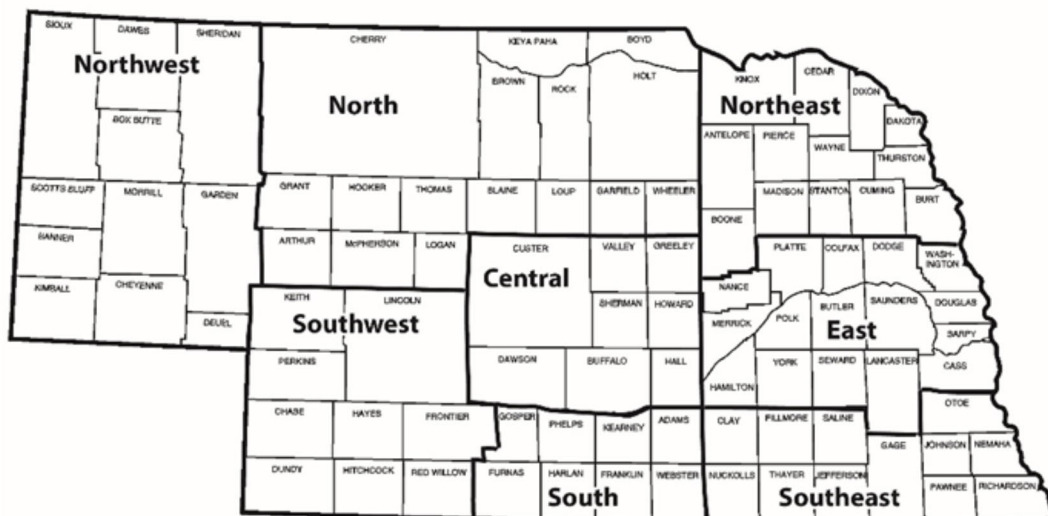 SIOUX
DAWES
SHERIDAN
Northwest
BOX BUTTE
SCOTTS BLUFF
MORRILL
GARDEN
BANNER
KIMBALL
CHEYENNE
DEUEL
CHERRY
KEYA PAHA
BOYD
North
BROWN
ROCK
HOLT
GRANT
HOOKER
THOMAS
BLAINE
LOUP
GARFIELD
WHEELER
ARTHUR
McPHERSON
LOGAN
KNOX
CEDAR
DIXON
Northeast
DAKOTA
ANTELOPE
PIERCE
WAYNE
THURSTON
MADISON
STANTON
CUMING
BURT
BOONE
CUSTER
VALLEY
GREELEY
Central
SHERMAN
HOWARD
DAWSON
BUFFALO
HALL
PLATTE
COLFAX
DODGE
WASH-
INGTON
NANCE
MERRICK
POLK
BUTLER
SAUNDERS
DOUGLAS
East
SARPY
HAMILTON
YORK
SEWARD
LANCASTER
CASS
KEITH
LINCOLN
Southwest
PERKINS
CHASE
HAYES
FRONTIER
DUNDY
HITCHCOCK
RED WILLOW
GOSPER
PHELPS
KEARNEY
ADAMS
FURNAS
HARLAN
FRANKLIN
WEBSTER
South
CLAY
FILLMORE
SALINE
OTOE
GAGE
JOHNSON
NEMAHA
NUCKOLLS
THAYER
JEFFERSON
Southeast
PAWNEE
RICHARDSON